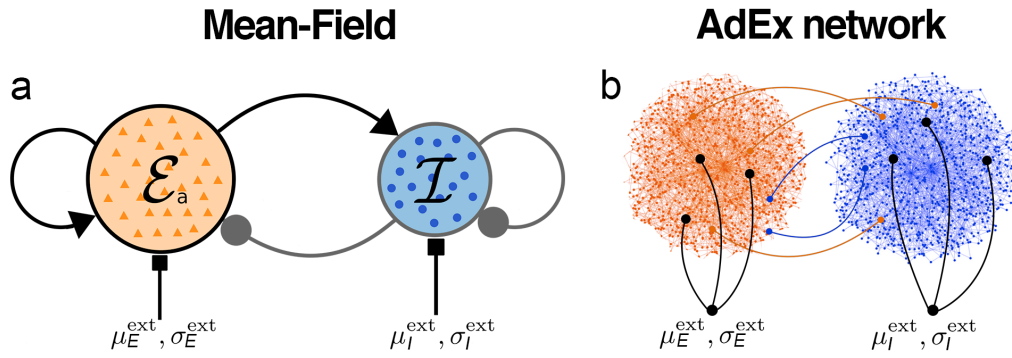 Mean-Field
AdEx network
a
b
ℰₐ
ℐ
μ_E^ext, σ_E^ext
μ_I^ext, σ_I^ext
μ_E^ext, σ_E^ext
μ_I^ext, σ_I^ext